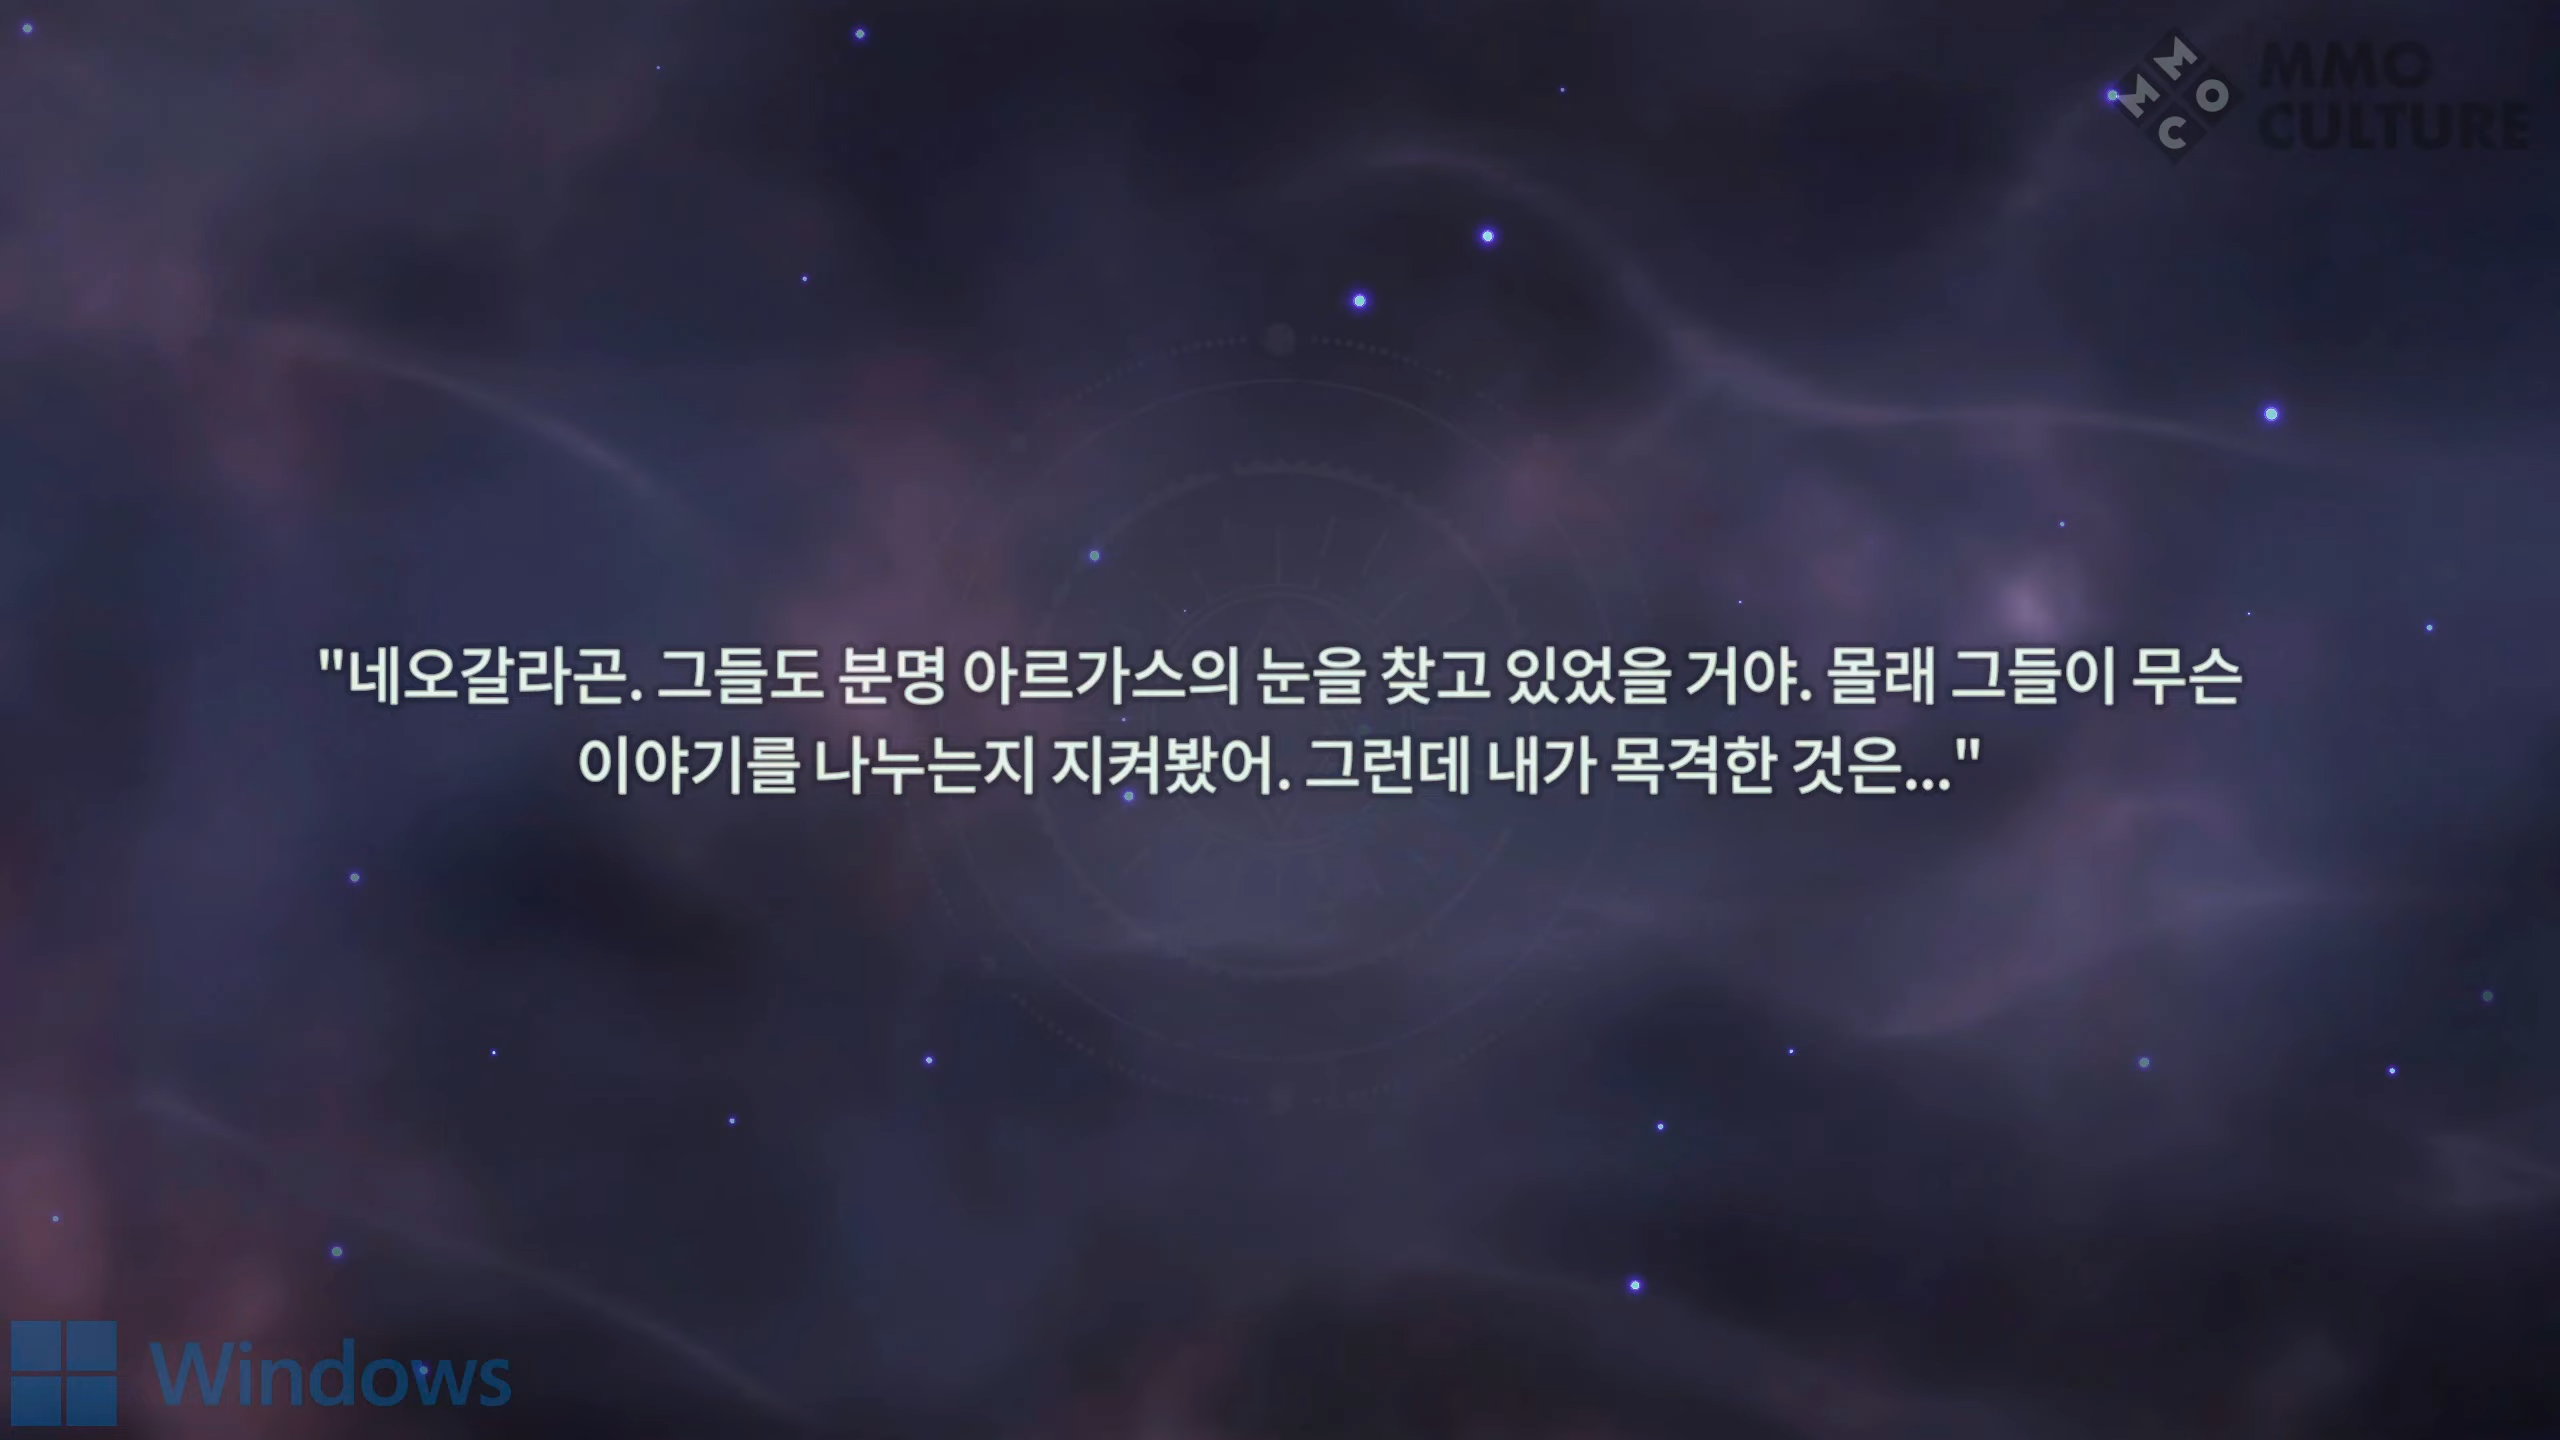 MMO
CULTURE
"네오갈라곤. 그들도 분명 아르가스의 눈을 찾고 있었을 거야. 몰래 그들이 무슨
이야기를 나누는지 지켜봤어. 그런데 내가 목격한 것은..."
Windows